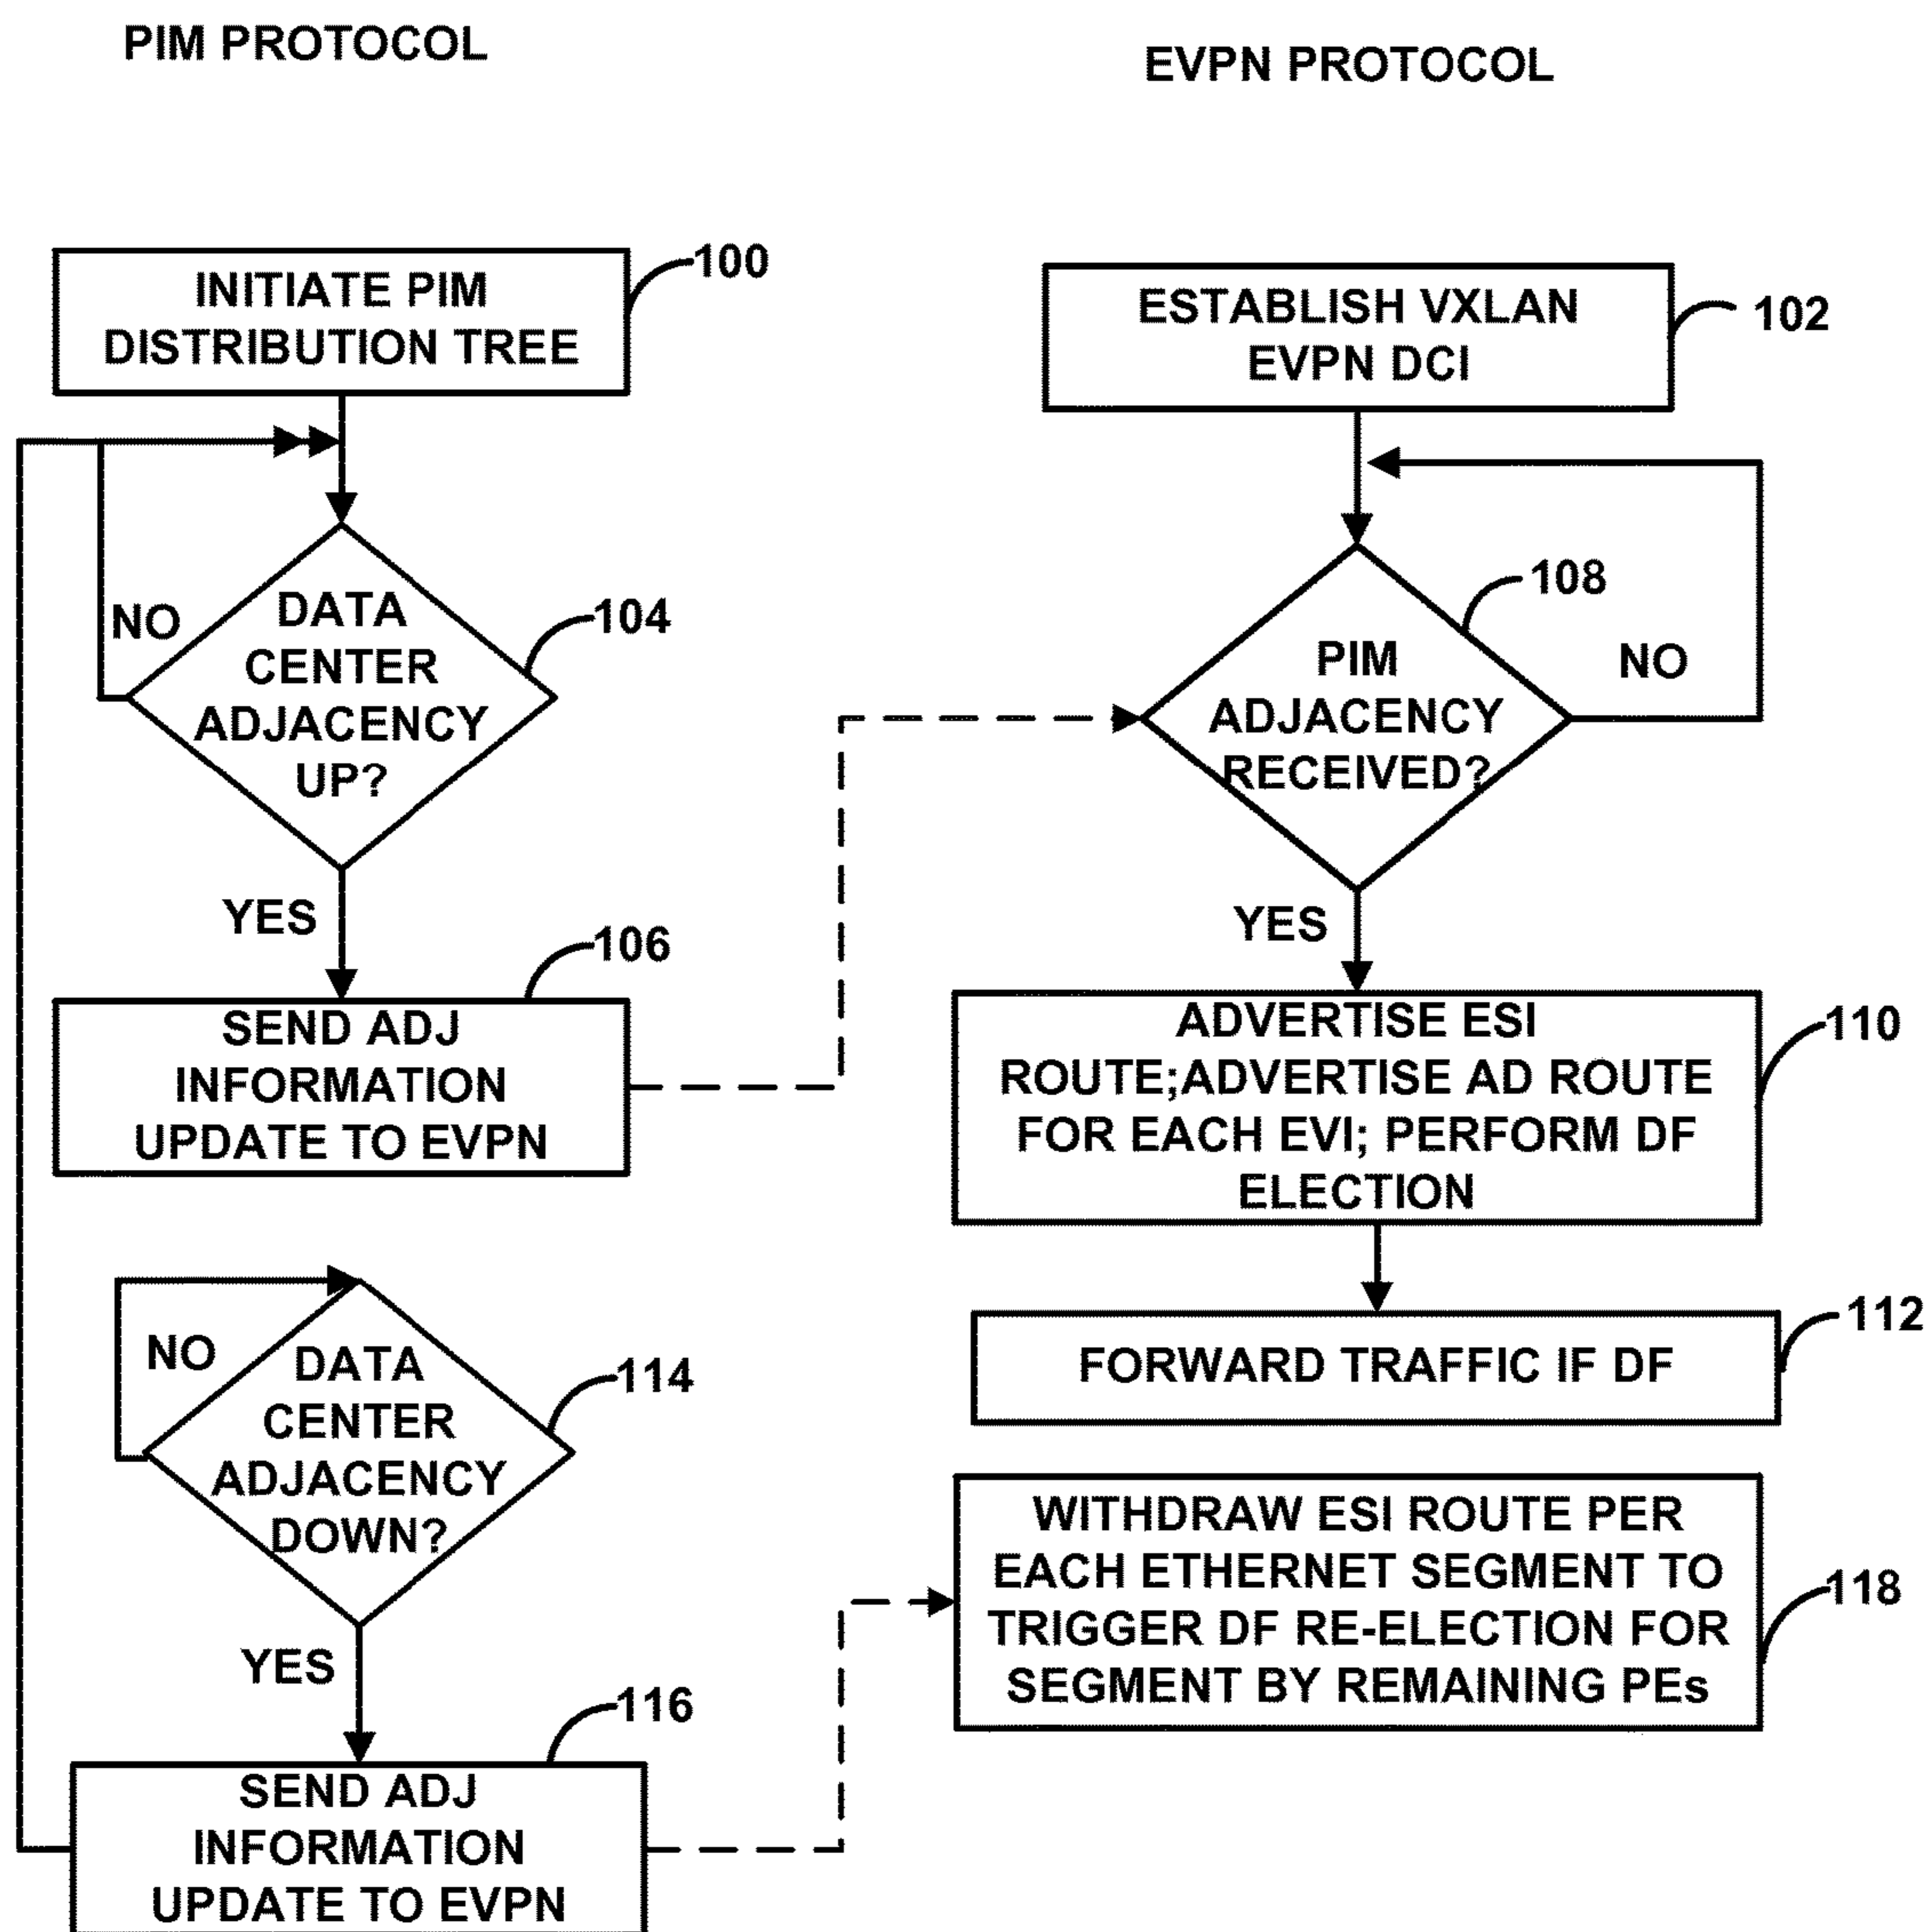 PIM PROTOCOL
EVPN PROTOCOL
INITIATE PIM
DISTRIBUTION TREE
100
ESTABLISH VXLAN
EVPN DCI
102
NO
DATA
CENTER
ADJACENCY
UP?
104
YES
PIM
ADJACENCY
RECEIVED?
108
NO
YES
SEND ADJ
INFORMATION
UPDATE TO EVPN
106
ADVERTISE ESI
ROUTE;ADVERTISE AD ROUTE
FOR EACH EVI; PERFORM DF
ELECTION
110
FORWARD TRAFFIC IF DF
112
NO
DATA
CENTER
ADJACENCY
DOWN?
114
YES
WITHDRAW ESI ROUTE PER
EACH ETHERNET SEGMENT TO
TRIGGER DF RE-ELECTION FOR
SEGMENT BY REMAINING PEs
118
SEND ADJ
INFORMATION
UPDATE TO EVPN
116